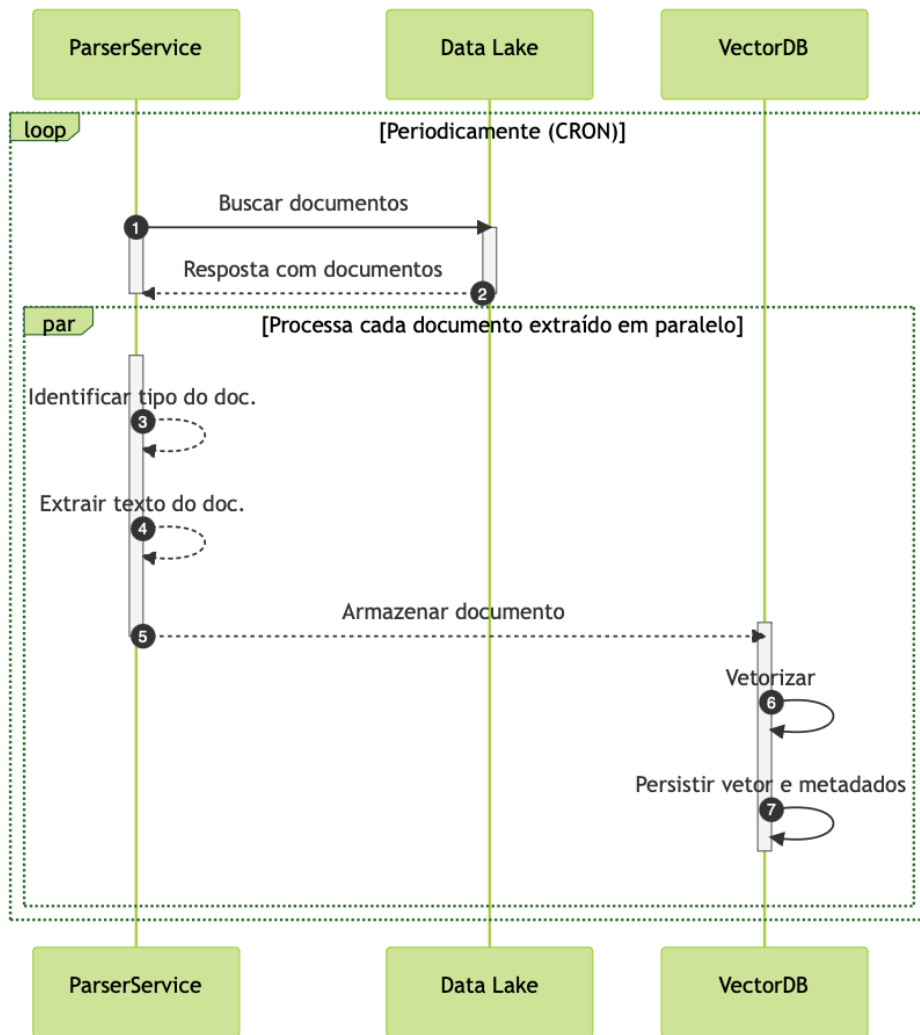 ParserService
Data Lake
VectorDB
loop
[Periodicamente (CRON)]
Buscar documentos
1
Resposta com documentos
2
par
[Processa cada documento extraído em paralelo]
Identificar tipo do doc.
3
Extrair texto do doc.
4
Armazenar documento
5
Vetorizar
6
Persistir vetor e metadados
7
ParserService
Data Lake
VectorDB